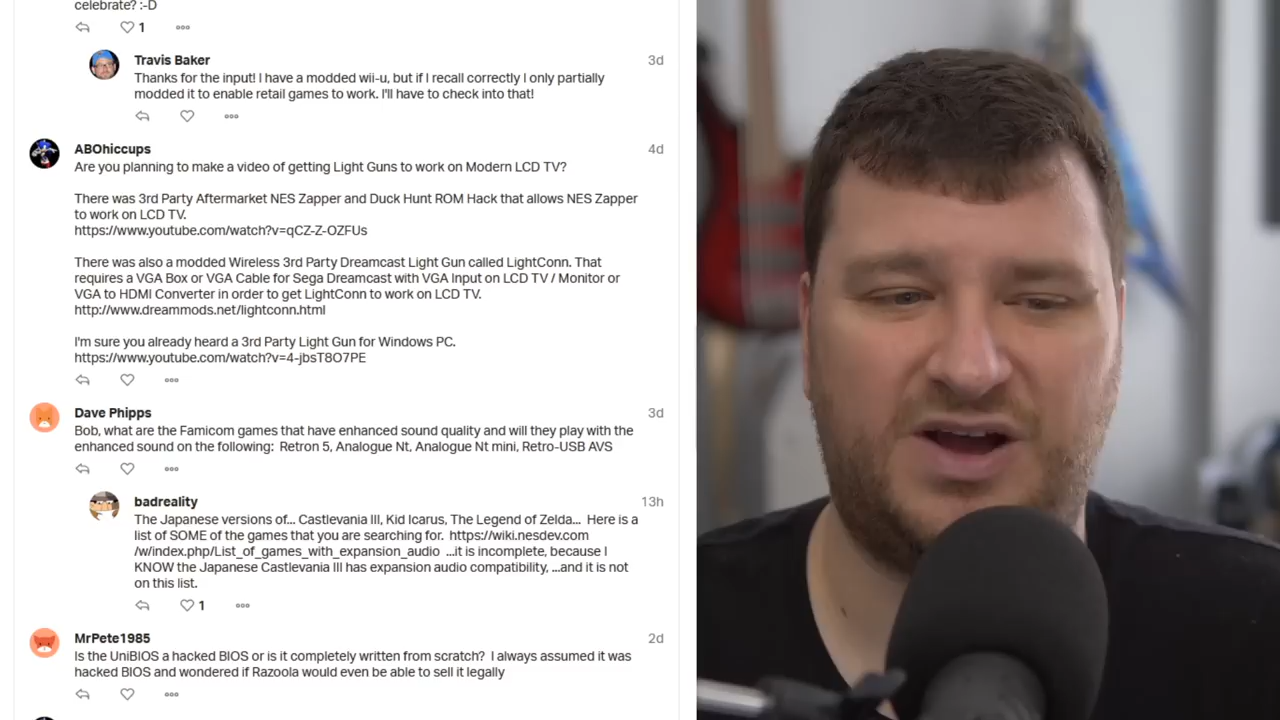 celebrate? :-D
1
Travis Baker
3d
Thanks for the input! I have a modded wii-u, but if I recall correctly I only partially
modded it to enable retail games to work. I'll have to check into that!
ABOhiccups
4d
Are you planning to make a video of getting Light Guns to work on Modern LCD TV?
There was 3rd Party Aftermarket NES Zapper and Duck Hunt ROM Hack that allows NES Zapper
to work on LCD TV.
https://www.youtube.com/watch?v=qCZ-Z-OZFUs
There was also a modded Wireless 3rd Party Dreamcast Light Gun called LightConn. That
requires a VGA Box or VGA Cable for Sega Dreamcast with VGA Input on LCD TV / Monitor or
VGA to HDMI Converter in order to get LightConn to work on LCD TV.
http://www.dreammods.net/lightconn.html
I'm sure you already heard a 3rd Party Light Gun for Windows PC.
https://www.youtube.com/watch?v=4-jbsT8O7PE
Dave Phipps
3d
Bob, what are the Famicom games that have enhanced sound quality and will they play with the
enhanced sound on the following:  Retron 5, Analogue Nt, Analogue Nt mini, Retro-USB AVS
badreality
13h
The Japanese versions of... Castlevania III, Kid Icarus, The Legend of Zelda...  Here is a
list of SOME of the games that you are searching for.  https://wiki.nesdev.com
/w/index.php/List_of_games_with_expansion_audio  ...it is incomplete, because I
KNOW the Japanese Castlevania III has expansion audio compatibility, ...and it is not
on this list.
1
MrPete1985
2d
Is the UniBIOS a hacked BIOS or is it completely written from scratch?  I always assumed it was
hacked BIOS and wondered if Razoola would even be able to sell it legally